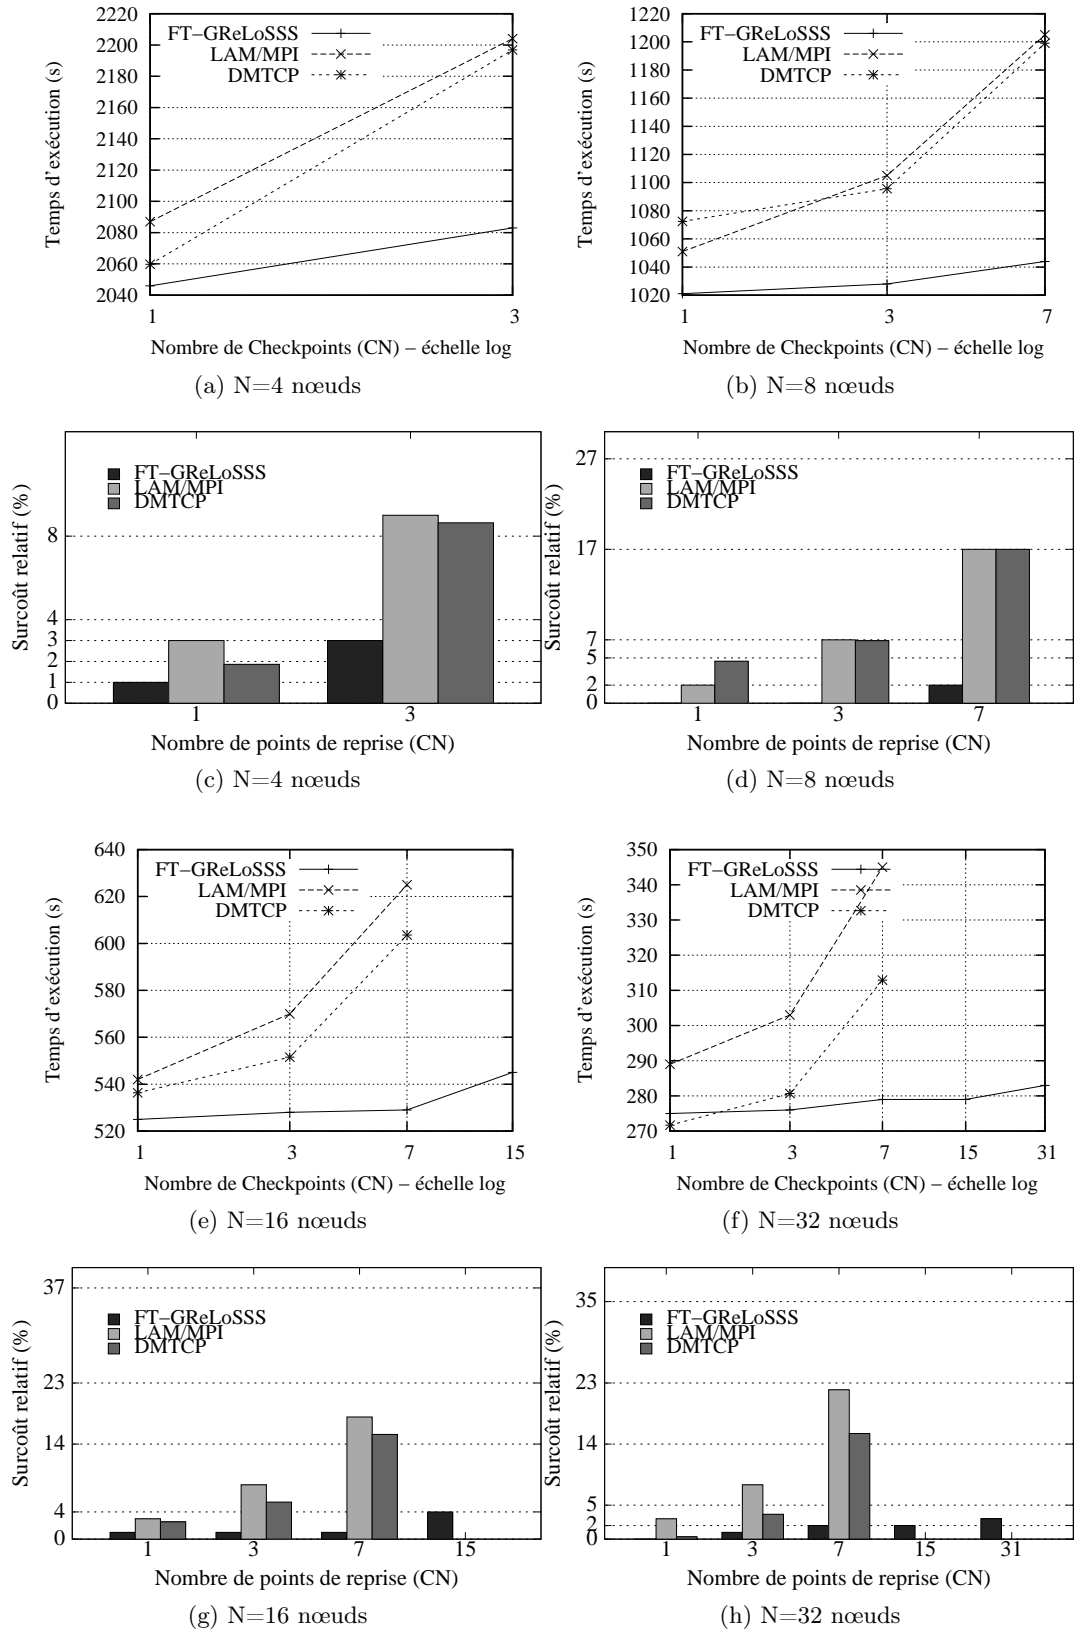 2220
2200
2180
2160
2140
2120
2100
2080
2060
2040
Temps d'exécution (s)
FT−GReLoSSS
LAM/MPI
DMTCP
1 3
Nombre de Checkpoints (CN) – échelle log
(a) N=4 nœuds
1220
1200
1180
1160
1140
1120
1100
1080
1060
1040
1020
Temps d'exécution (s)
FT−GReLoSSS
LAM/MPI
DMTCP
1 3 7
Nombre de Checkpoints (CN) – échelle log
(b) N=8 nœuds
8
4
3
2
1
0
Surcoût relatif (%)
FT−GReLoSSS
LAM/MPI
DMTCP
1 3
Nombre de points de reprise (CN)
(c) N=4 nœuds
27
17
7
5
2
0
Surcoût relatif (%)
FT−GReLoSSS
LAM/MPI
DMTCP
1 3 7
Nombre de points de reprise (CN)
(d) N=8 nœuds
640
620
600
580
560
540
520
Temps d'exécution (s)
FT−GReLoSSS
LAM/MPI
DMTCP
1 3 7 15
Nombre de Checkpoints (CN) – échelle log
(e) N=16 nœuds
350
340
330
320
310
300
290
280
270
Temps d'exécution (s)
FT−GReLoSSS
LAM/MPI
DMTCP
1 3 7 15 31
Nombre de Checkpoints (CN) – échelle log
(f) N=32 nœuds
37
23
14
4
0
Surcoût relatif (%)
FT−GReLoSSS
LAM/MPI
DMTCP
1 3 7 15
Nombre de points de reprise (CN)
(g) N=16 nœuds
35
23
14
5
2
0
Surcoût relatif (%)
FT−GReLoSSS
LAM/MPI
DMTCP
1 3 7 15 31
Nombre de points de reprise (CN)
(h) N=32 nœuds